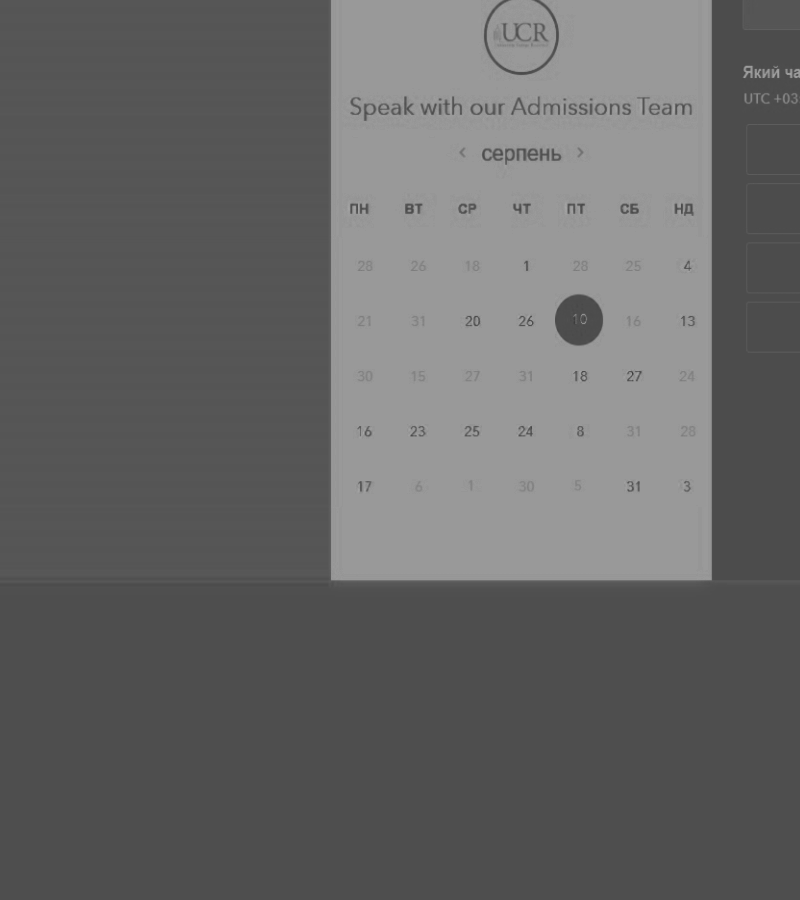 UCR
Speak with our Admissions Team
‹ серпень ›
ПН ВТ СР ЧТ ПТ СБ НД
28 26 18 1 28 25 4
21 31 20 26 10 16 13
30 15 27 31 18 27 24
16 23 25 24 8 31 28
17 6 1 30 5 31 3
Який ча
UTC +03